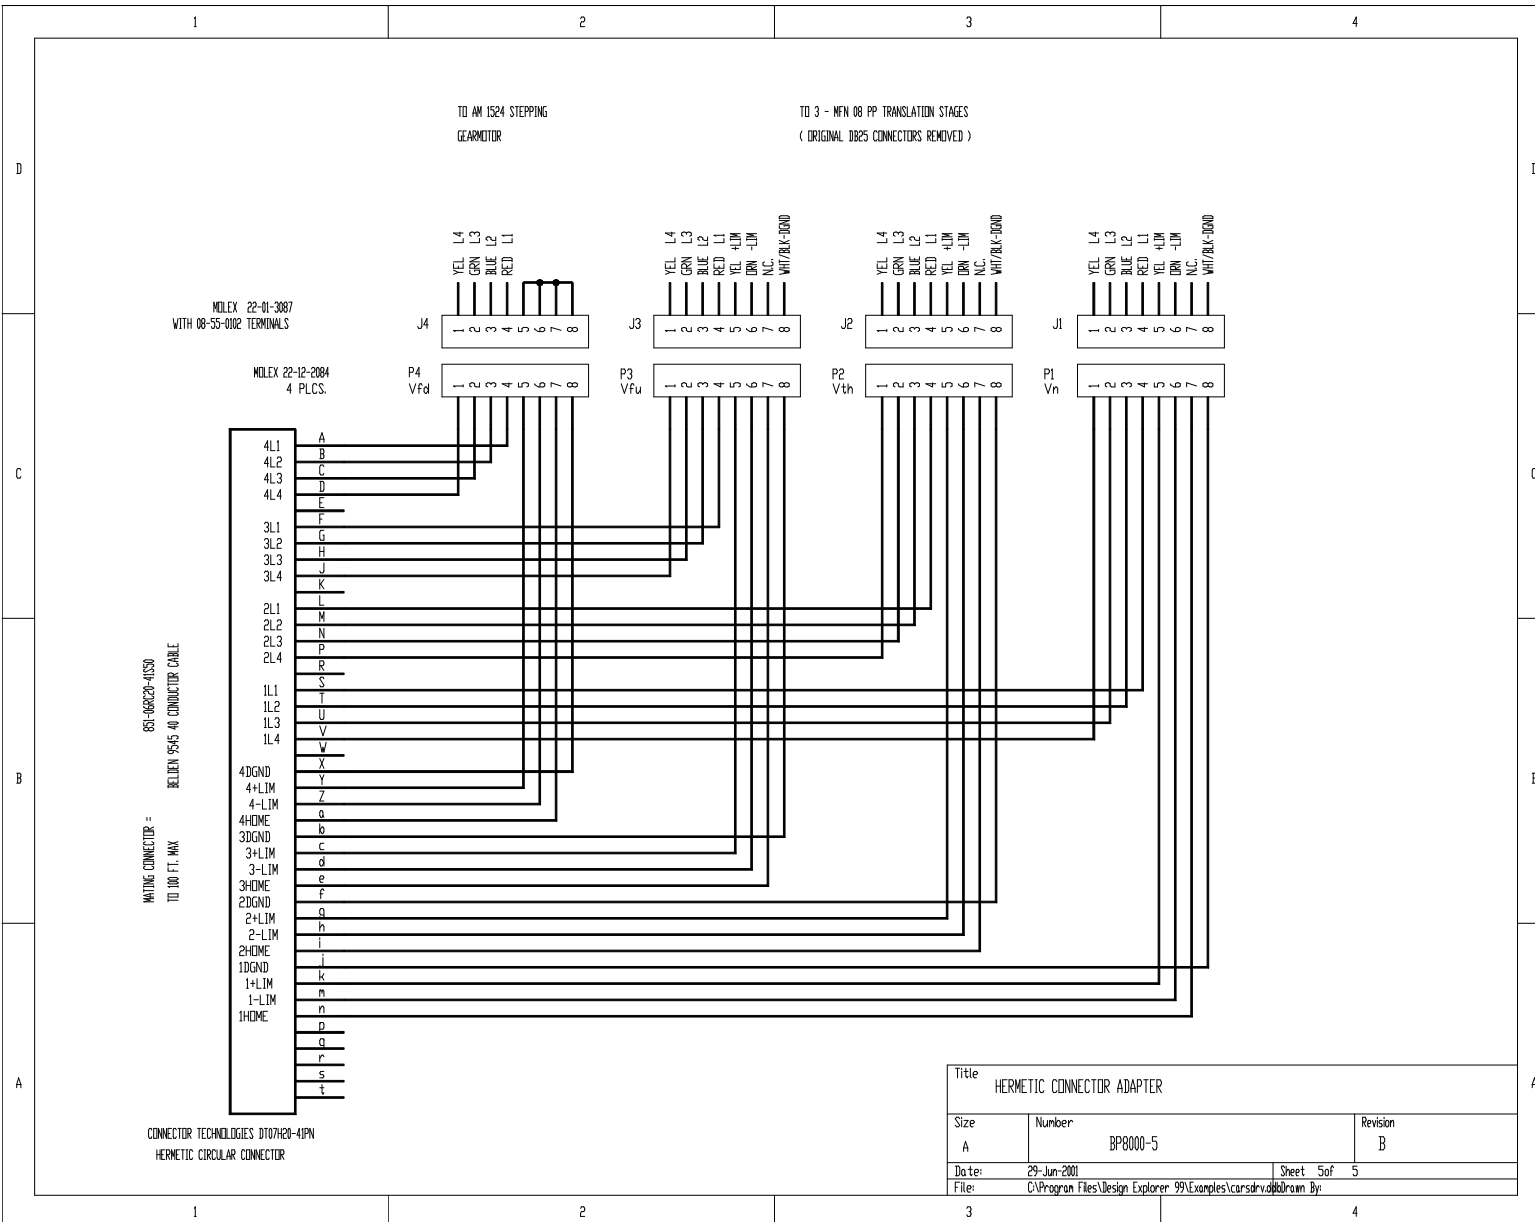 1 2 3 4
TO AM 1524 STEPPING
GEARMOTOR
TO 3 - MFN 08 PP TRANSLATION STAGES
( ORIGINAL DB25 CONNECTORS REMOVED )
D
YEL L4
GRN L3
BLUE L2
RED L1
YEL L4
GRN L3
BLUE L2
RED L1
YEL +LIM
ORN -LIM
N.C.
WHT/BLK-DGND
YEL L4
GRN L3
BLUE L2
RED L1
YEL +LIM
ORN -LIM
N.C.
WHT/BLK-DGND
YEL L4
GRN L3
BLUE L2
RED L1
YEL +LIM
ORN -LIM
N.C.
WHT/BLK-DGND
MOLEX 22-01-3087
WITH 08-55-0102 TERMINALS
J4 1 2 3 4 5 6 7 8
J3 1 2 3 4 5 6 7 8
J2 1 2 3 4 5 6 7 8
J1 1 2 3 4 5 6 7 8
MOLEX 22-12-2084
4 PLCS.
P4
Vfd
1 2 3 4 5 6 7 8
P3
Vfu
1 2 3 4 5 6 7 8
P2
Vth
1 2 3 4 5 6 7 8
P1
Vn
1 2 3 4 5 6 7 8
4L1 A
4L2 B
4L3 C
4L4 D
E
3L1 F
3L2 G
3L3 H
3L4 J
K
2L1 L
2L2 M
2L3 N
2L4 P
R
1L1 S
1L2 T
1L3 U
1L4 V
W
4DGND X
4+LIM Y
4-LIM Z
4HOME a
3DGND b
3+LIM c
3-LIM d
3HOME e
2DGND f
2+LIM g
2-LIM h
2HOME i
1DGND j
1+LIM k
1-LIM m
1HOME n
p
q
r
s
t
C
B
A
MATING CONNECTOR = 851-06RC20-41S50
TO 100 FT. MAX BELDEN 9545 40 CONDUCTOR CABLE
CONNECTOR TECHNOLOGIES DT07H20-41PN
HERMETIC CIRCULAR CONNECTOR
Title
HERMETIC CONNECTOR ADAPTER
Size Number Revision
A BP8000-5 B
Date: 29-Jun-2001 Sheet 5of 5
File: C:\Program Files\Design Explorer 99\Examples\carsdrv.ddb Drawn By:
1 2 3 4